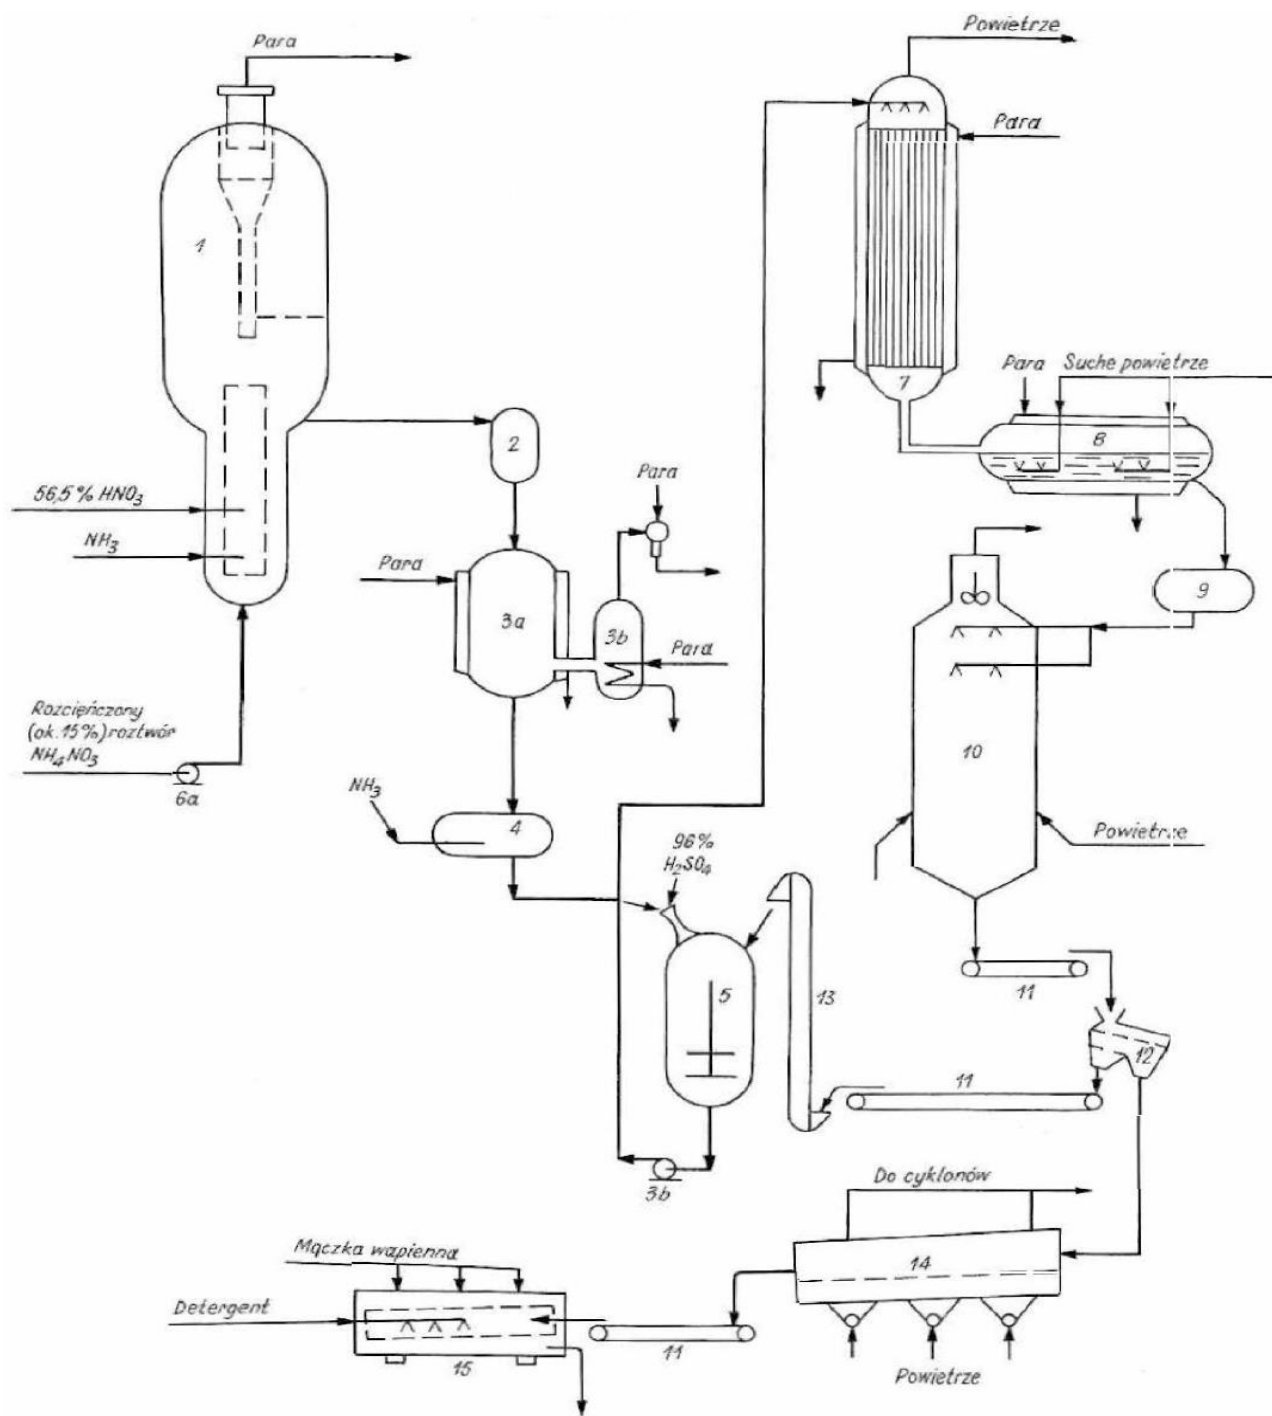 Para
Powietrze
Para
1
7
Para
Suche powietrze
8
2
Para
56,5% HNO₃
NH₃
Para
3a
3b
Para
9
Rozcieńczony
(ok. 15%) roztwór
NH₄NO₃
6a
10
NH₃
4
Powietrze
96%
H₂SO₄
5
13
11
12
11
3b
Do cyklonów
14
Mączka wapienna
Detergent
15
11
Powietrze